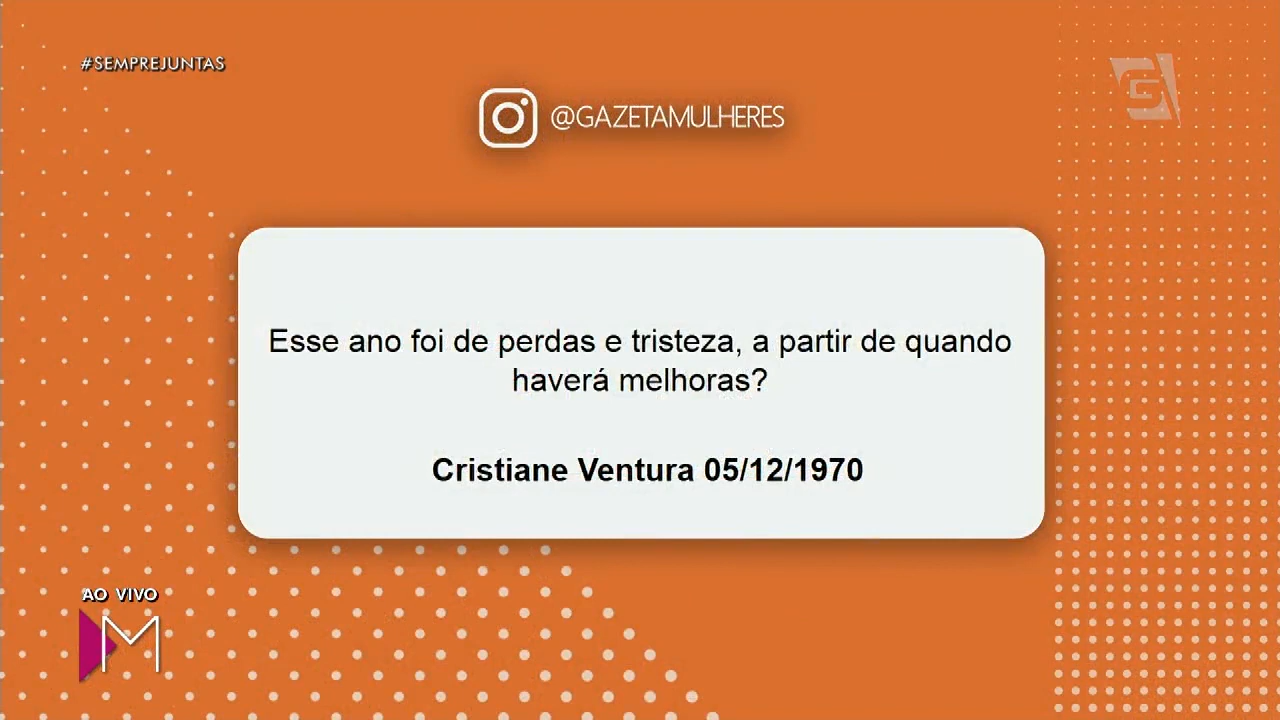 #SEMPREJUNTAS
@GAZETAMULHERES
Esse ano foi de perdas e tristeza, a partir de quando
haverá melhoras?
Cristiane Ventura 05/12/1970
AO VIVO
M